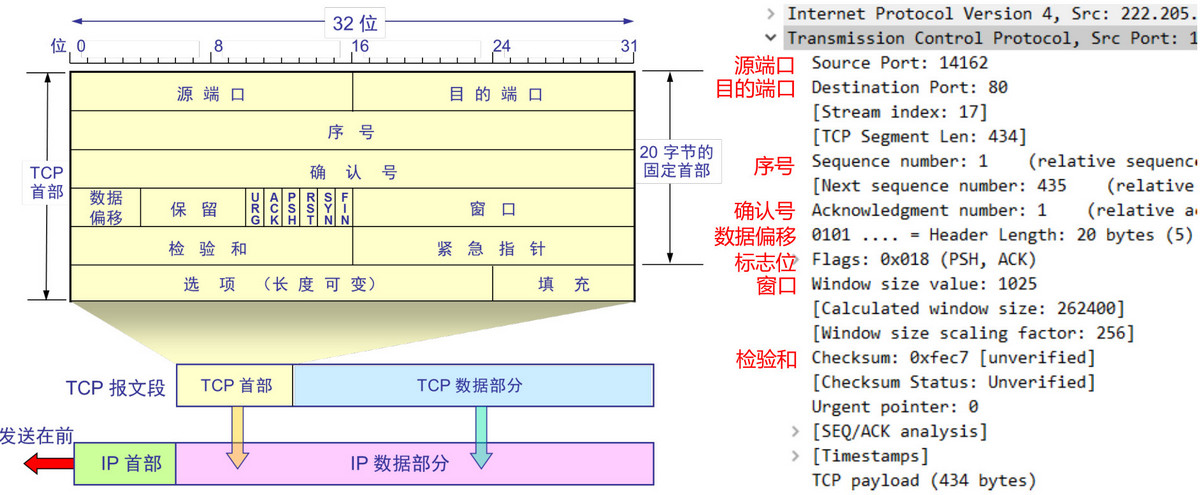 32 位
位 0 8 16 24 31
源 端 口 目 的 端 口
序 号
确 认 号
数据
偏移
保 留
URG
ACK
PSH
RST
SYN
FIN
窗 口
检 验 和 紧 急 指 针
选 项 （长 度 可 变） 填 充
TCP
首部
20 字节的
固定首部
TCP 报文段
TCP 首部 TCP 数据部分
发送在前
IP 首部 IP 数据部分
Internet Protocol Version 4, Src: 222.205.
Transmission Control Protocol, Src Port: 1
源端口 Source Port: 14162
目的端口 Destination Port: 80
[Stream index: 17]
[TCP Segment Len: 434]
序号 Sequence number: 1 (relative sequence
[Next sequence number: 435 (relative
确认号 Acknowledgment number: 1 (relative a
数据偏移 0101 .... = Header Length: 20 bytes (5)
标志位 Flags: 0x018 (PSH, ACK)
窗口 Window size value: 1025
[Calculated window size: 262400]
[Window size scaling factor: 256]
检验和 Checksum: 0xfec7 [unverified]
[Checksum Status: Unverified]
Urgent pointer: 0
[SEQ/ACK analysis]
[Timestamps]
TCP payload (434 bytes)